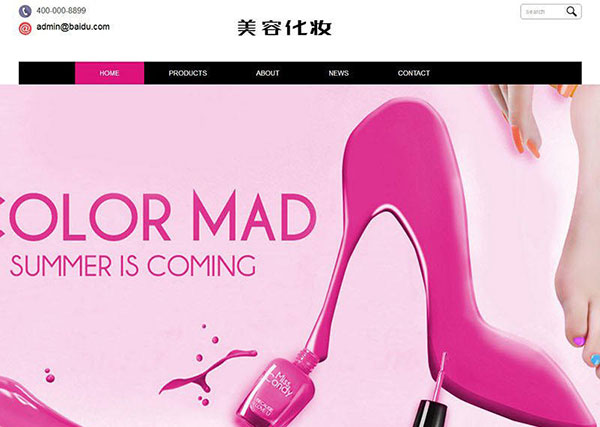 400-000-8899
admin@baidu.com
美容化妆
search
HOME PRODUCTS ABOUT NEWS CONTACT
COLOR MAD
SUMMER IS COMING
Miss
Candy